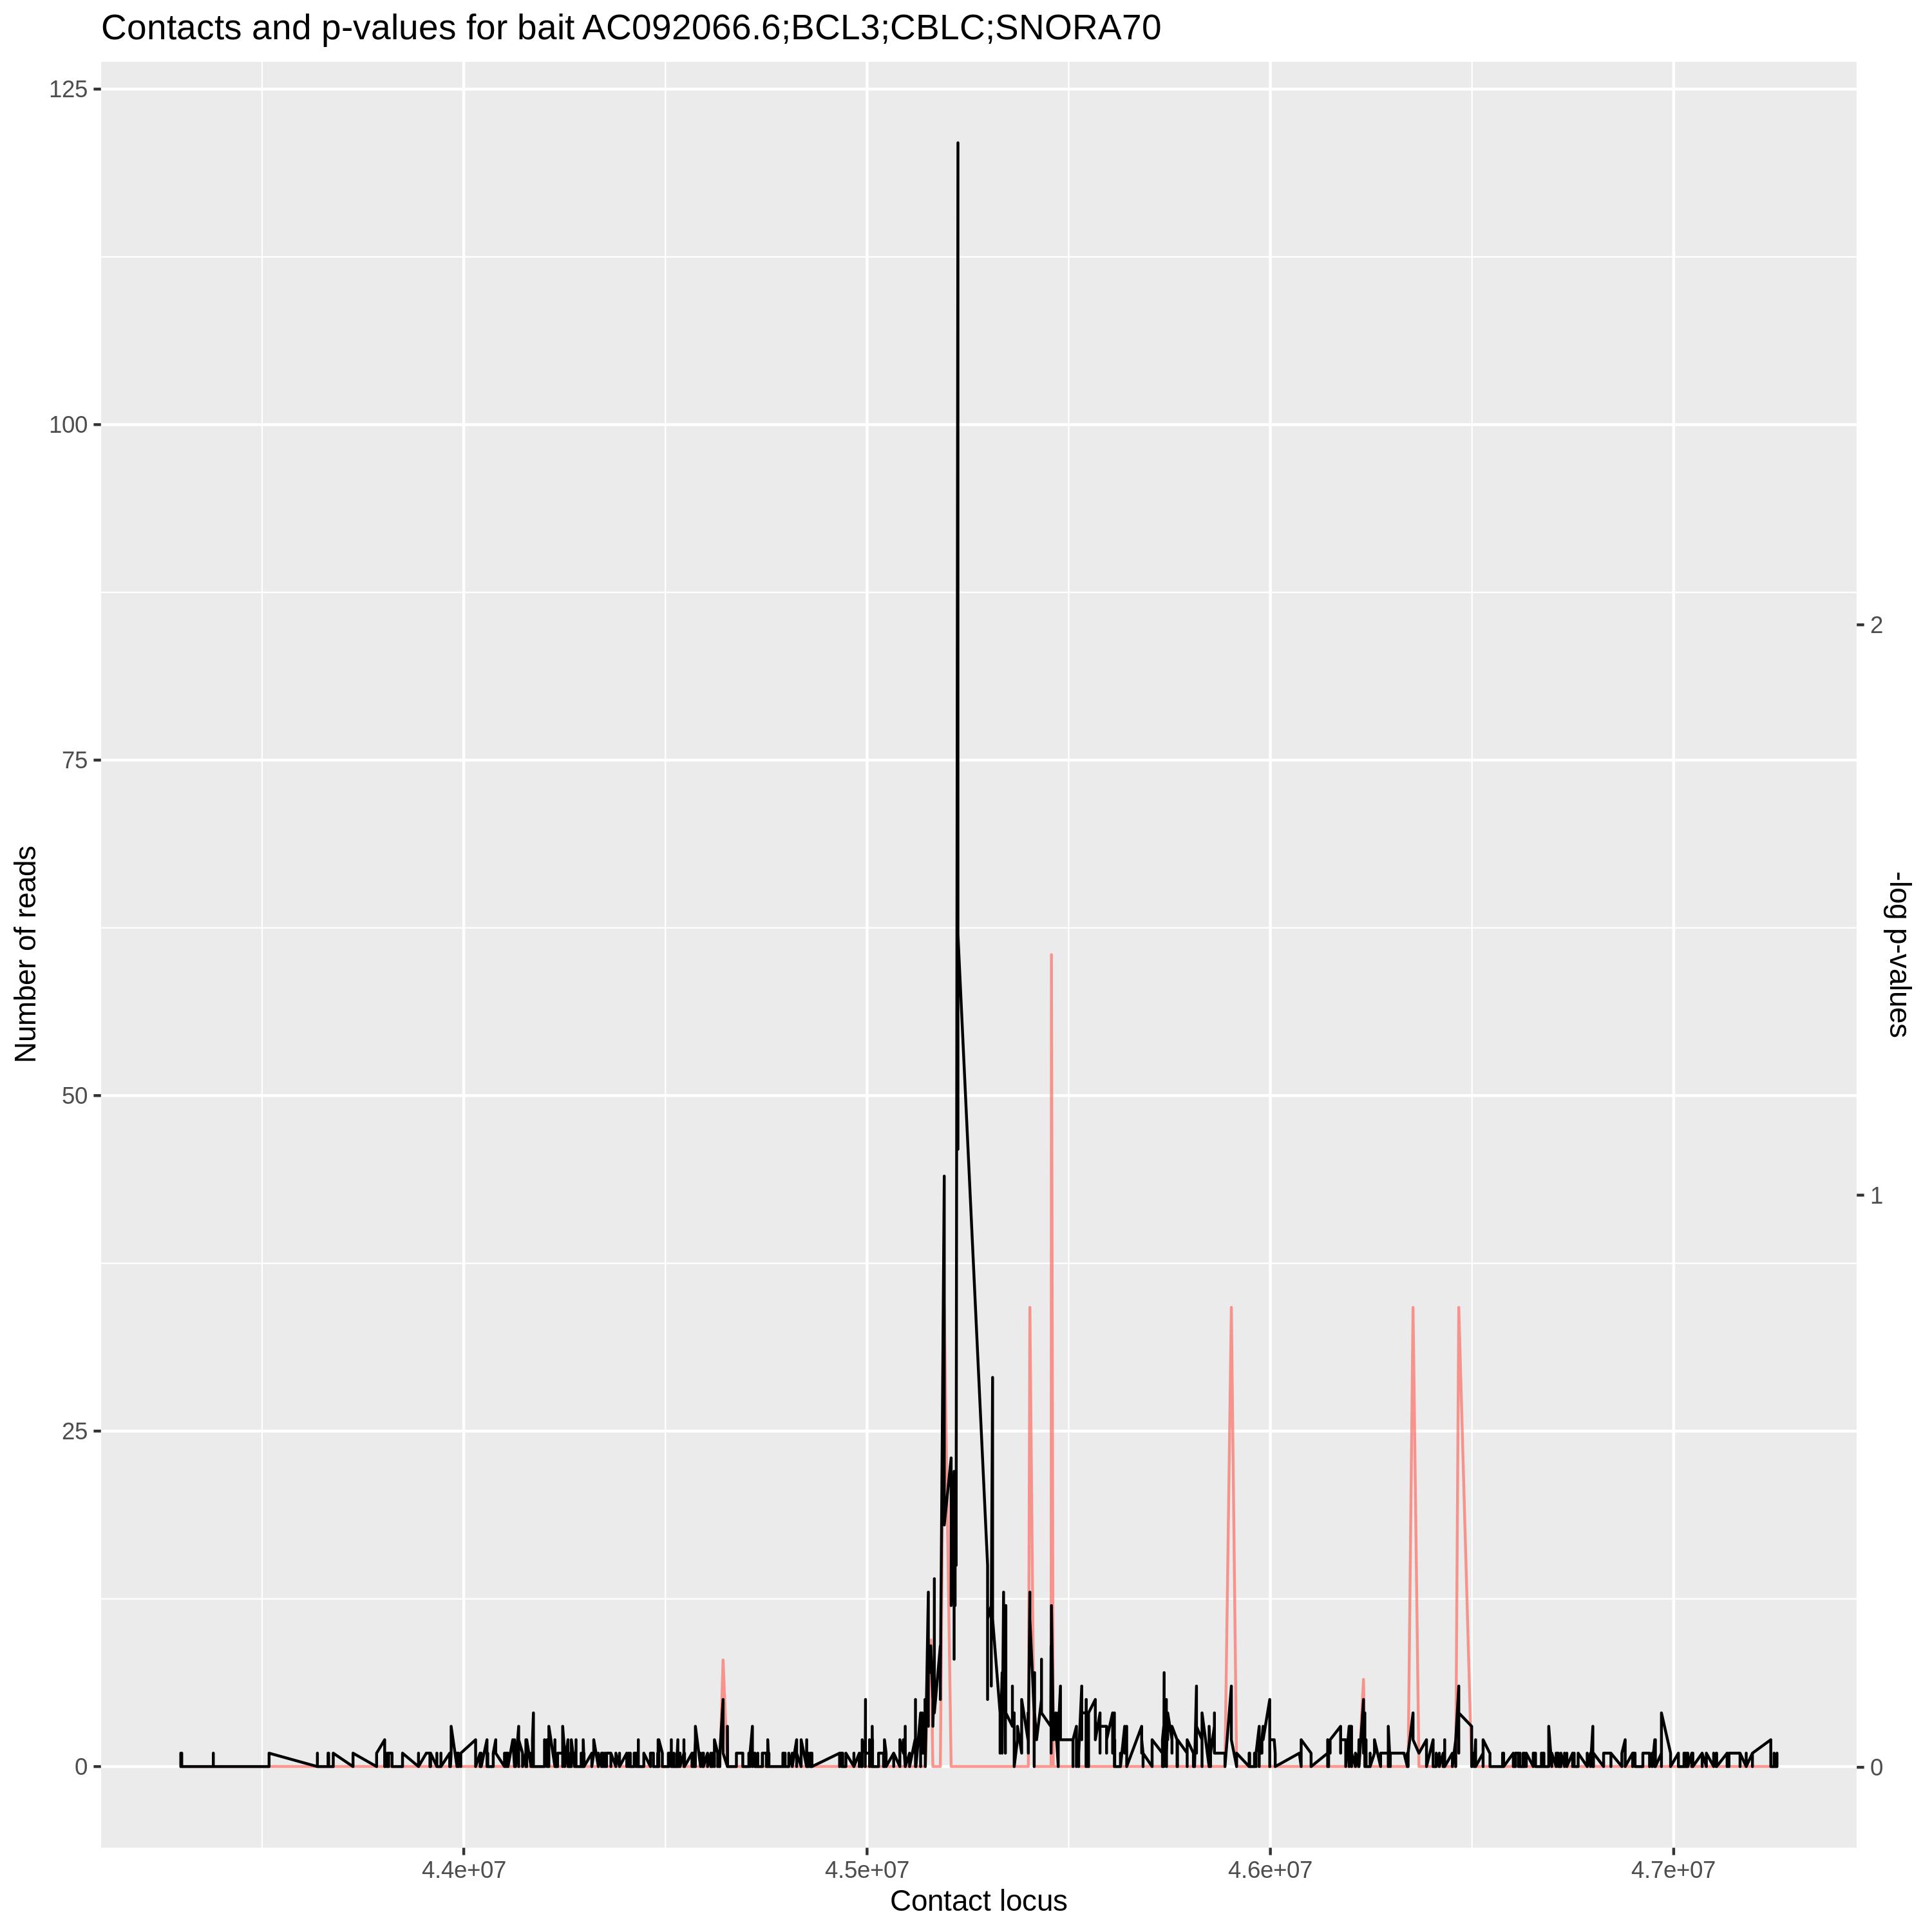 Contacts and p-values for bait AC092066.6;BCL3;CBLC;SNORA70
125
100
75
50
25
0
Number of reads
2
1
0
-log p-values
4.4e+07 4.5e+07 4.6e+07 4.7e+07
Contact locus